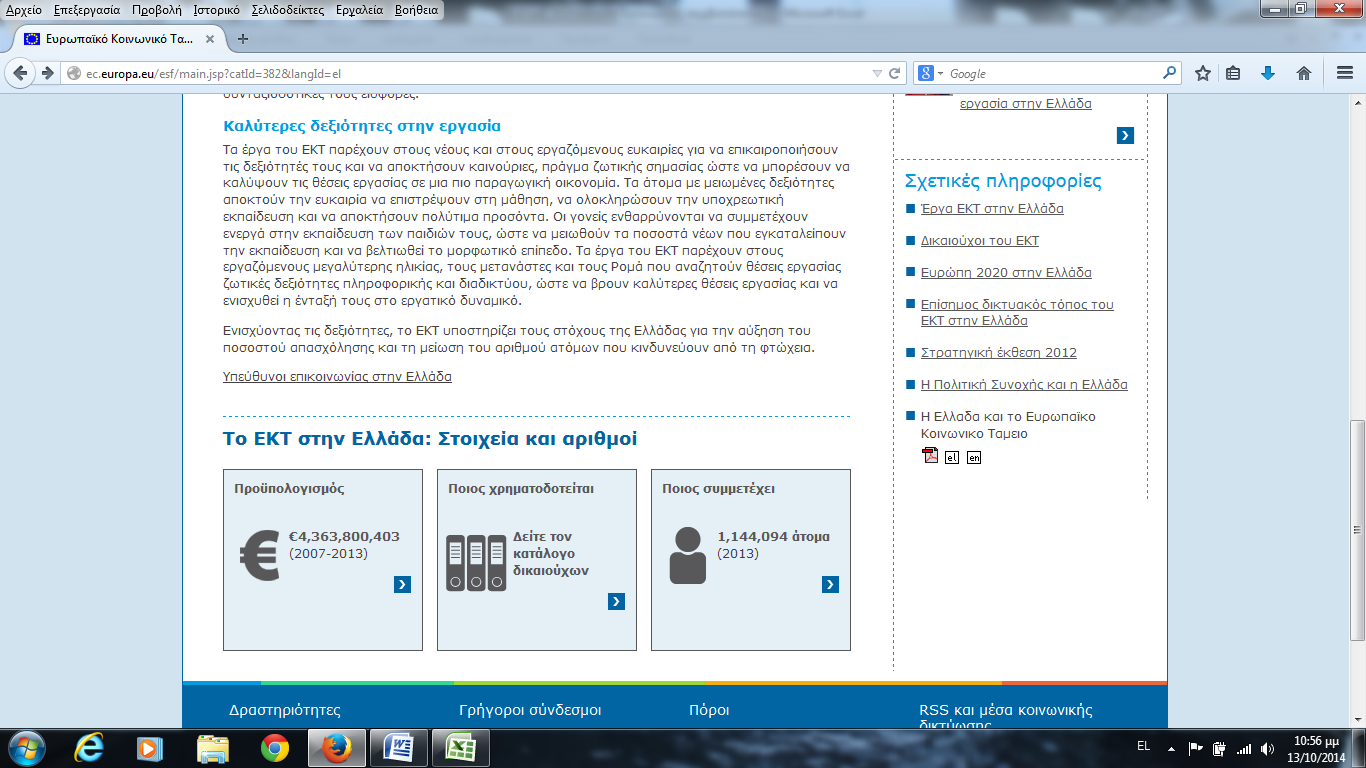 Αρχείο Επεξεργασία Προβολή Ιστορικό Σελιδοδείκτες Εργαλεία Βοήθεια
Ευρωπαϊκό Κοινωνικό Τα...
ec.europa.eu/esf/main.jsp?catId=382&langId=el
Google
συνταξιοδοτικές τους εισφορές.
Καλύτερες δεξιότητες στην εργασία
Τα έργα του ΕΚΤ παρέχουν στους νέους και στους εργαζόμενους ευκαιρίες για να επικαιροποιήσουν
τις δεξιότητές τους και να αποκτήσουν καινούριες, πράγμα ζωτικής σημασίας ώστε να μπορέσουν να
καλύψουν τις θέσεις εργασίας σε μια πιο παραγωγική οικονομία. Τα άτομα με μειωμένες δεξιότητες
αποκτούν την ευκαιρία να επιστρέψουν στη μάθηση, να ολοκληρώσουν την υποχρεωτική
εκπαίδευση και να αποκτήσουν πολύτιμα προσόντα. Οι γονείς ενθαρρύνονται να συμμετέχουν
ενεργά στην εκπαίδευση των παιδιών τους, ώστε να μειωθούν τα ποσοστά νέων που εγκαταλείπουν
την εκπαίδευση και να βελτιωθεί το μορφωτικό επίπεδο. Τα έργα του ΕΚΤ παρέχουν στους
εργαζόμενους μεγαλύτερης ηλικίας, τους μετανάστες και τους Ρομά που αναζητούν θέσεις εργασίας
ζωτικές δεξιότητες πληροφορικής και διαδικτύου, ώστε να βρουν καλύτερες θέσεις εργασίας και να
ενισχυθεί η ένταξή τους στο εργατικό δυναμικό.
Ενισχύοντας τις δεξιότητες, το ΕΚΤ υποστηρίζει τους στόχους της Ελλάδας για την αύξηση του
ποσοστού απασχόλησης και τη μείωση του αριθμού ατόμων που κινδυνεύουν από τη φτώχεια.
Υπεύθυνοι επικοινωνίας στην Ελλάδα
Το ΕΚΤ στην Ελλάδα: Στοιχεία και αριθμοί
Προϋπολογισμός
€4,363,800,403
(2007-2013)
Ποιος χρηματοδοτείται
Δείτε τον
κατάλογο
δικαιούχων
Ποιος συμμετέχει
1,144,094 άτομα
(2013)
εργασία στην Ελλάδα
Σχετικές πληροφορίες
Έργα ΕΚΤ στην Ελλάδα
Δικαιούχοι του ΕΚΤ
Ευρώπη 2020 στην Ελλάδα
Επίσημος δικτυακός τόπος του
ΕΚΤ στην Ελλάδα
Στρατηγική έκθεση 2012
Η Πολιτική Συνοχής και η Ελλάδα
Η Ελλαδα και το Ευρωπαϊκο
Κοινωνικο Ταμειο
el en
Δραστηριότητες Γρήγοροι σύνδεσμοι Πόροι RSS και μέσα κοινωνικής
δικτύωσης
EL
10:56 μμ
13/10/2014